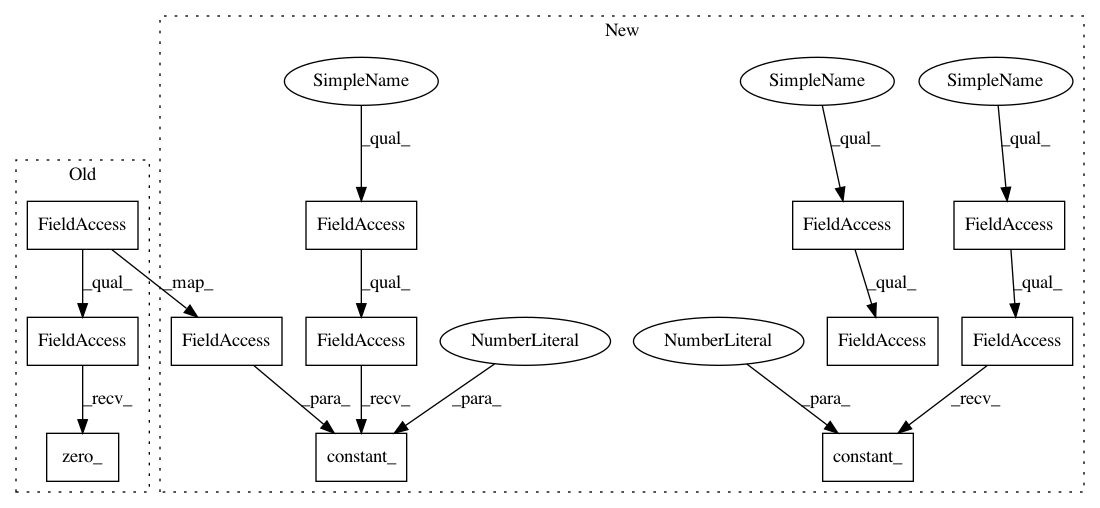 New
SimpleName
SimpleName
SimpleName
_qual_
_qual_
_qual_
Old
FieldAccess
FieldAccess
FieldAccess
FieldAccess
_qual_
_map_
_qual_
_qual_
_qual_
FieldAccess
FieldAccess
FieldAccess
NumberLiteral
NumberLiteral
FieldAccess
FieldAccess
_recv_
_para_
_recv_
_para_
_para_
_recv_
zero_
constant_
constant_